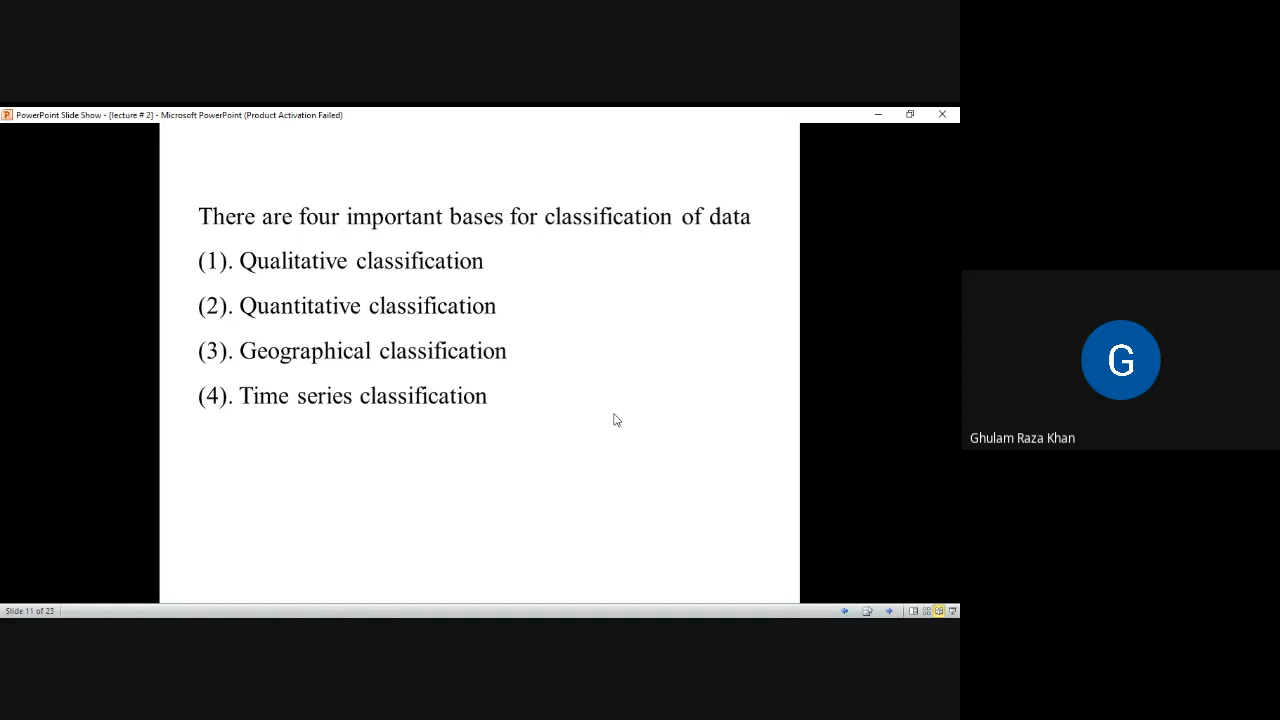 PowerPoint Slide Show - [lecture # 2] - Microsoft PowerPoint (Product Activation Failed)
There are four important bases for classification of data
(1). Qualitative classification
(2). Quantitative classification
(3). Geographical classification
(4). Time series classification
G
Ghulam Raza Khan
Slide 11 of 23